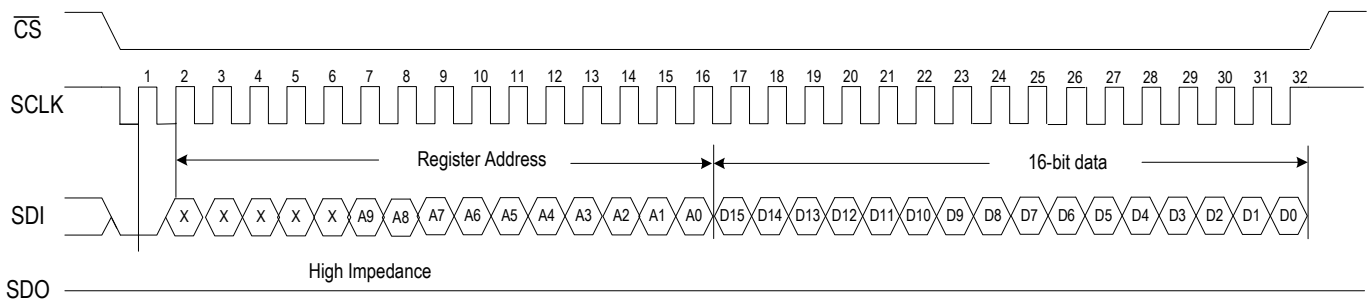 CS
1 2 3 4 5 6 7 8 9 10 11 12 13 14 15 16 17 18 19 20 21 22 23 24 25 26 27 28 29 30 31 32
SCLK
Register Address 16-bit data
SDI X X X X X A9 A8 A7 A6 A5 A4 A3 A2 A1 A0 D15 D14 D13 D12 D11 D10 D9 D8 D7 D6 D5 D4 D3 D2 D1 D0
High Impedance
SDO